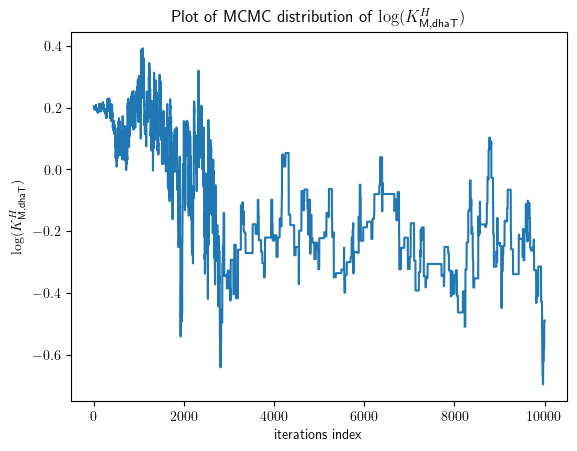 Plot of MCMC distribution of log(K^H_{M,dhaT})
0.4
0.2
0.0
−0.2
−0.4
−0.6
log(K^H_{M,dhaT})
0 2000 4000 6000 8000 10000
iterations index